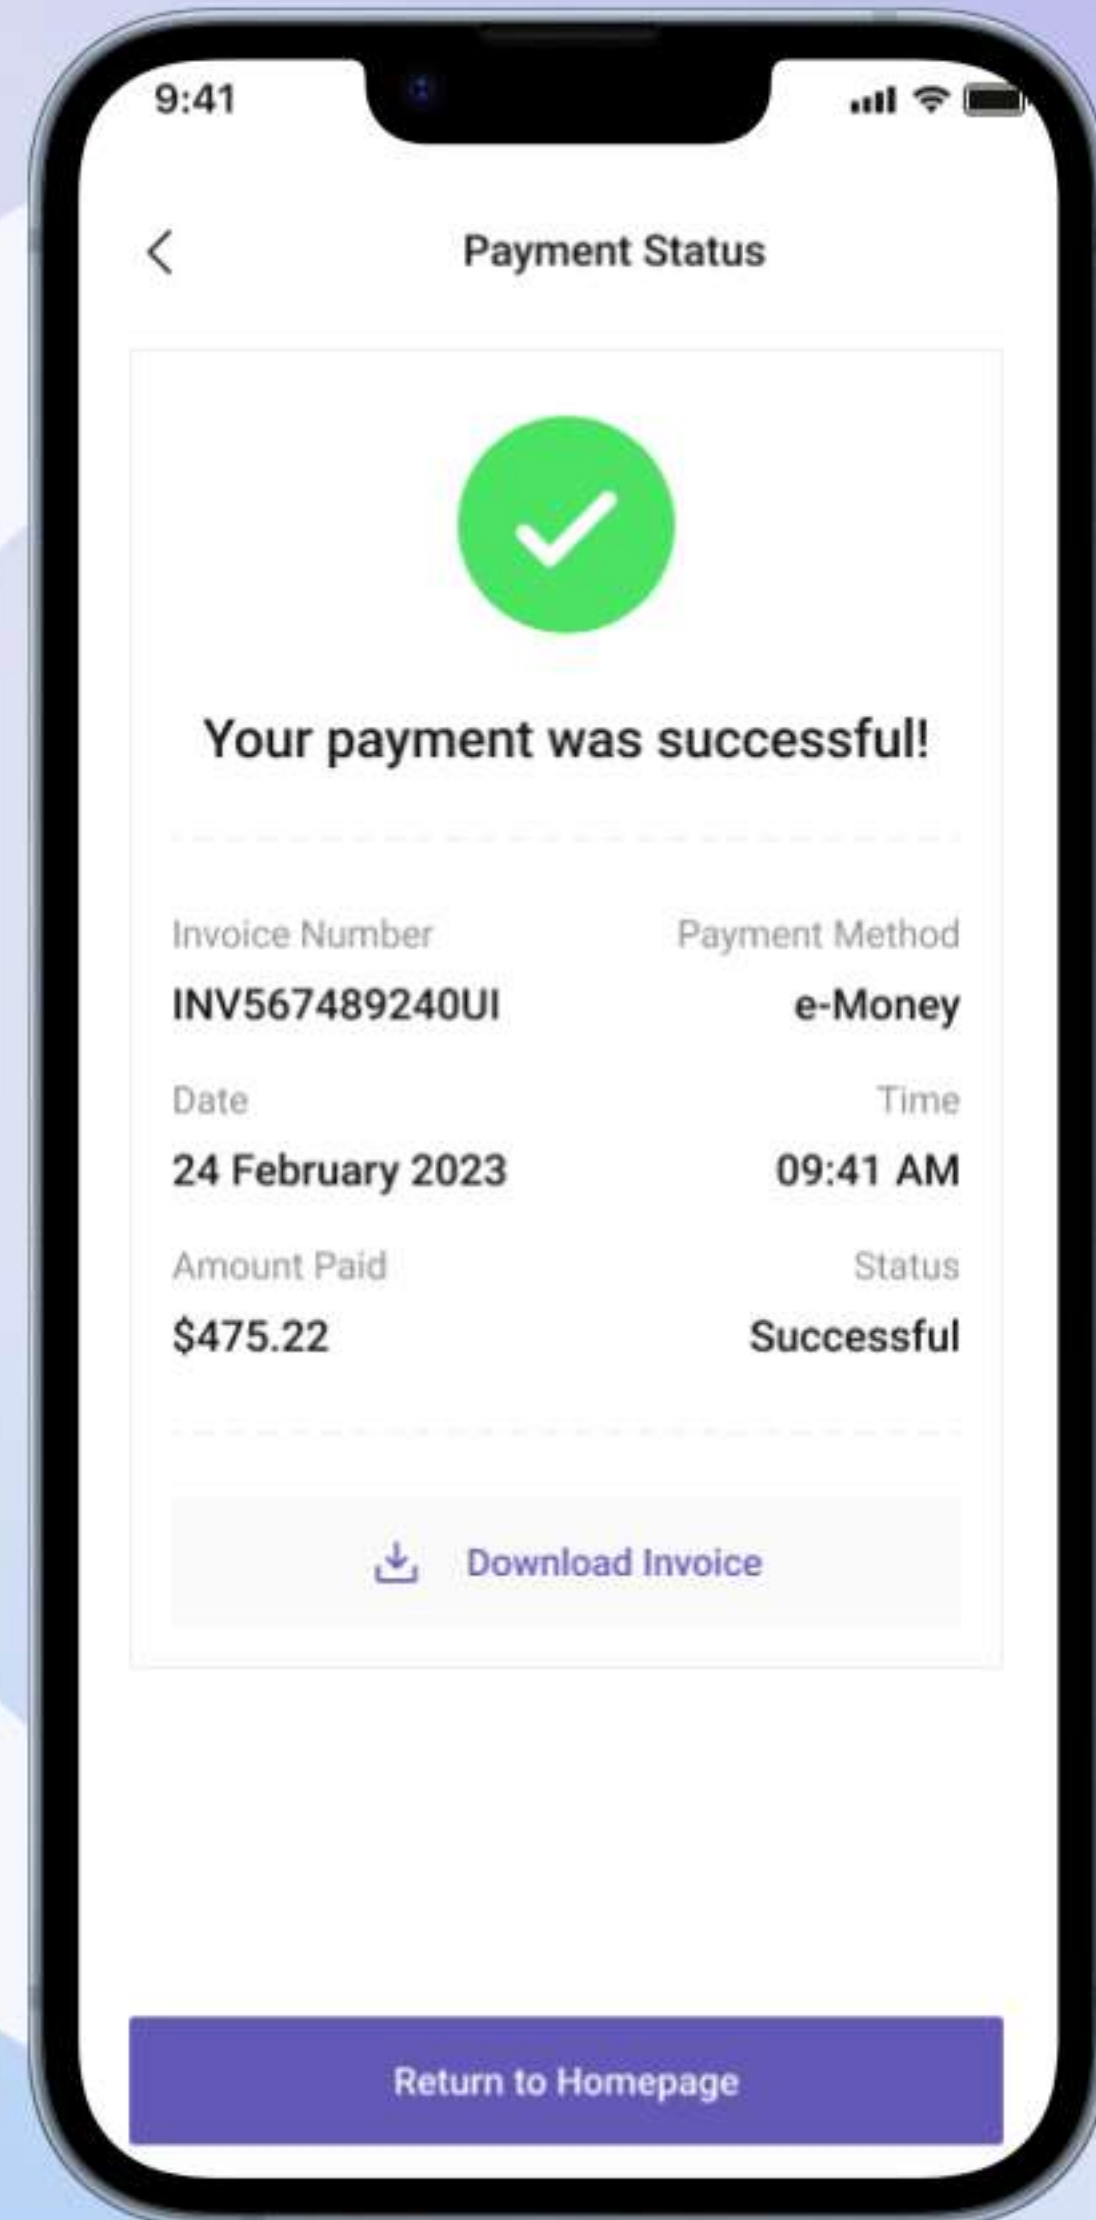 9:41
Payment Status
Your payment was successful!
Invoice Number Payment Method
INV567489240UI e-Money
Date Time
24 February 2023 09:41 AM
Amount Paid Status
$475.22 Successful
Download Invoice
Return to Homepage